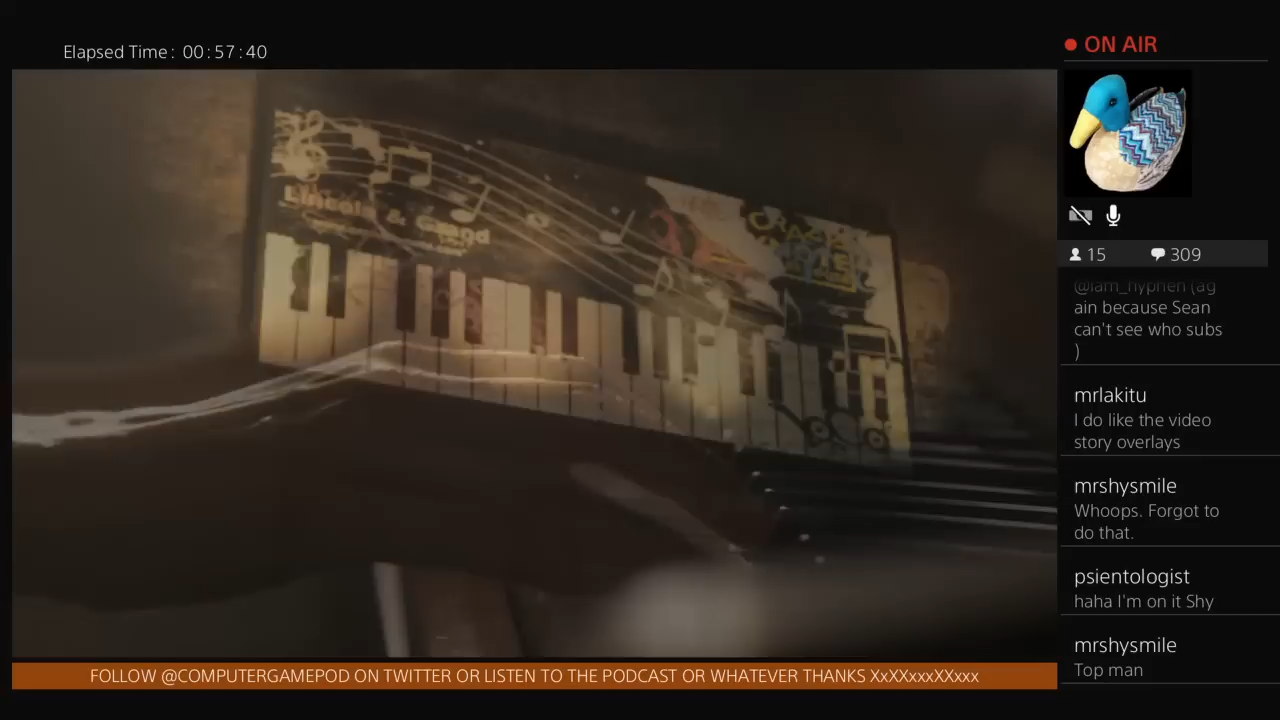 Elapsed Time: 00:57:40
ON AIR
Lincoln & Grand
15 309
@iam_hyphen (ag
ain because Sean
can't see who subs
)
mrlakitu
I do like the video
story overlays
mrshysmile
Whoops. Forgot to
do that.
psientologist
haha I'm on it Shy
mrshysmile
Top man
FOLLOW @COMPUTERGAMEPOD ON TWITTER OR LISTEN TO THE PODCAST OR WHATEVER THANKS XxXXxxxXXxxx